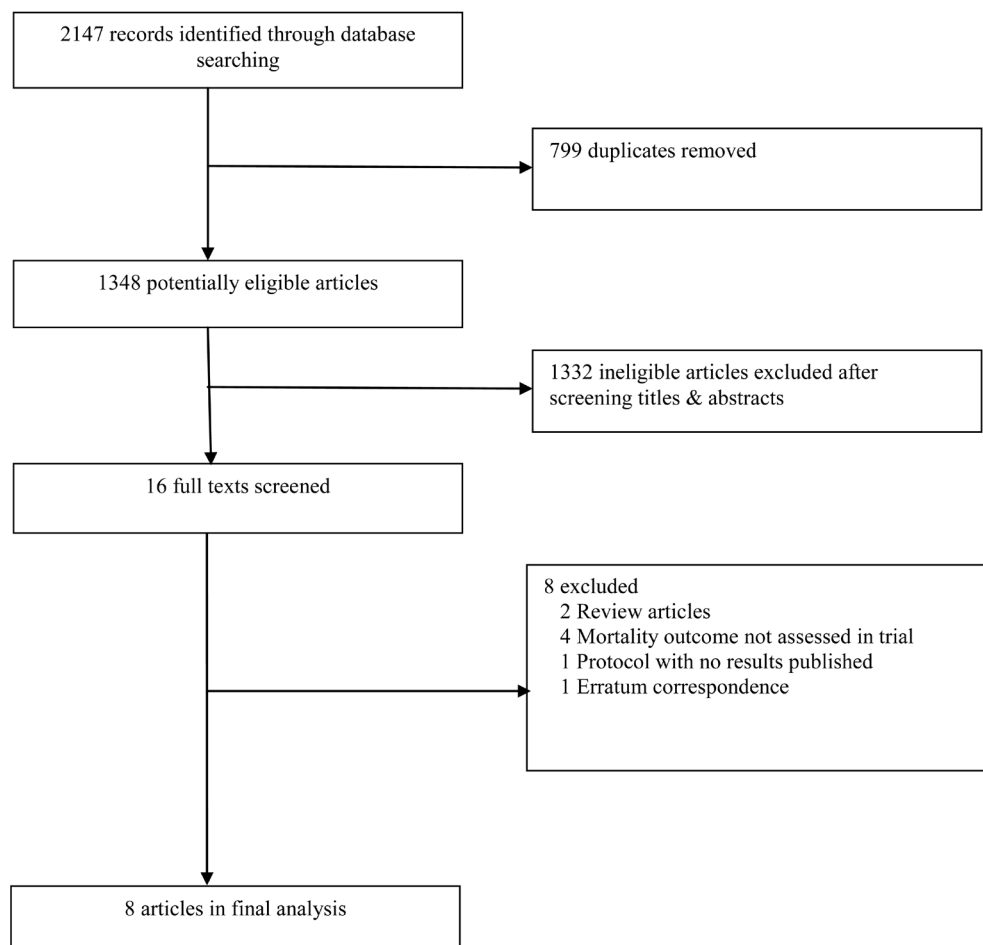 2147 records identified through database
searching
799 duplicates removed
1348 potentially eligible articles
1332 ineligible articles excluded after
screening titles & abstracts
16 full texts screened
8 excluded
2 Review articles
4 Mortality outcome not assessed in trial
1 Protocol with no results published
1 Erratum correspondence
8 articles in final analysis